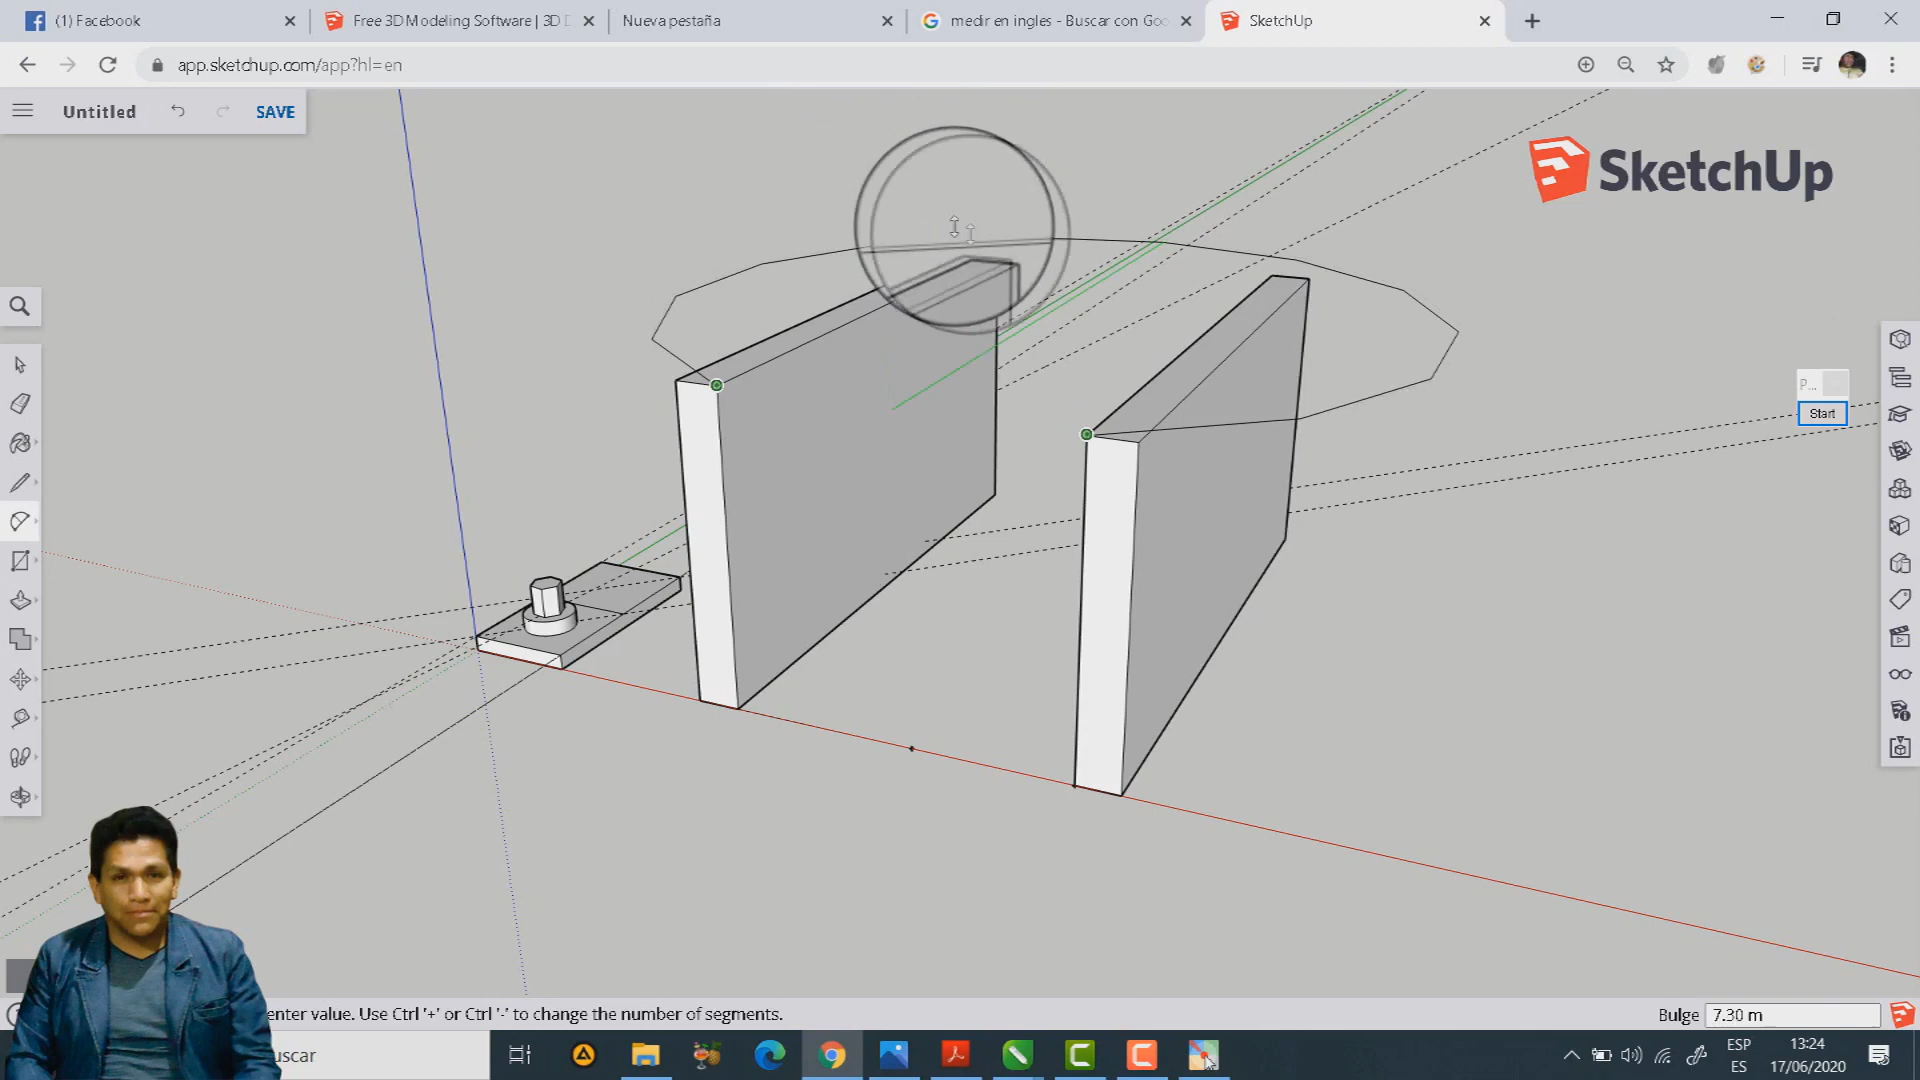 (1) Facebook
Free 3D Modeling Software | 3D D
Nueva pestaña
medir en ingles - Buscar con Goo
SketchUp
app.sketchup.com/app?hl=en
Untitled
SAVE
SketchUp
P...
Start
enter value. Use Ctrl '+' or Ctrl '-' to change the number of segments.
Bulge
7.30 m
uscar
ESP
ES
13:24
17/06/2020